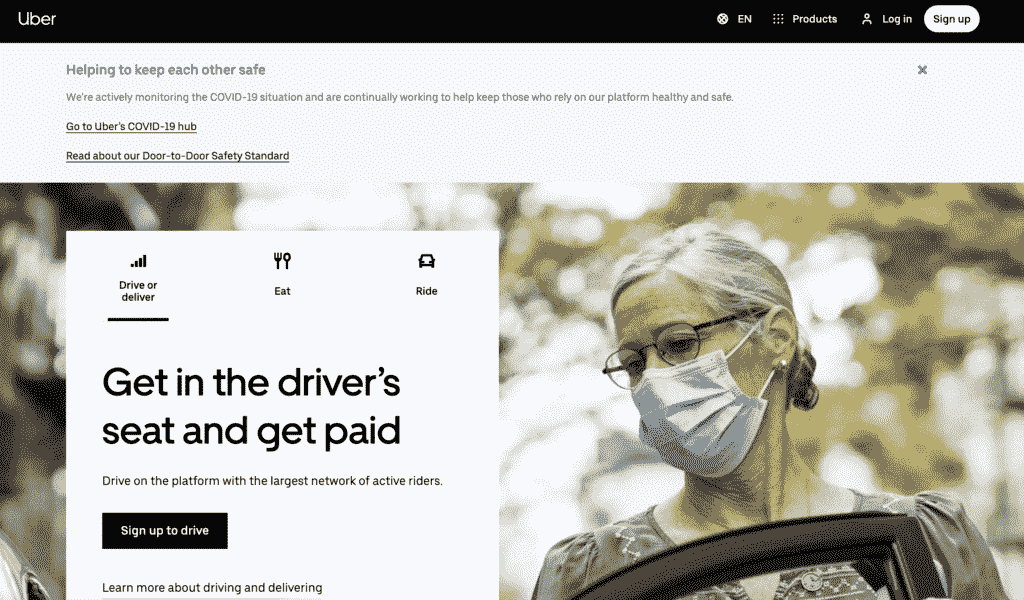 Uber
EN
Products
Log in
Sign up
Helping to keep each other safe
We're actively monitoring the COVID-19 situation and are continually working to help keep those who rely on our platform healthy and safe.
Go to Uber's COVID-19 hub
Read about our Door-to-Door Safety Standard
Drive or
deliver
Eat
Ride
Get in the driver's
seat and get paid
Drive on the platform with the largest network of active riders.
Sign up to drive
Learn more about driving and delivering